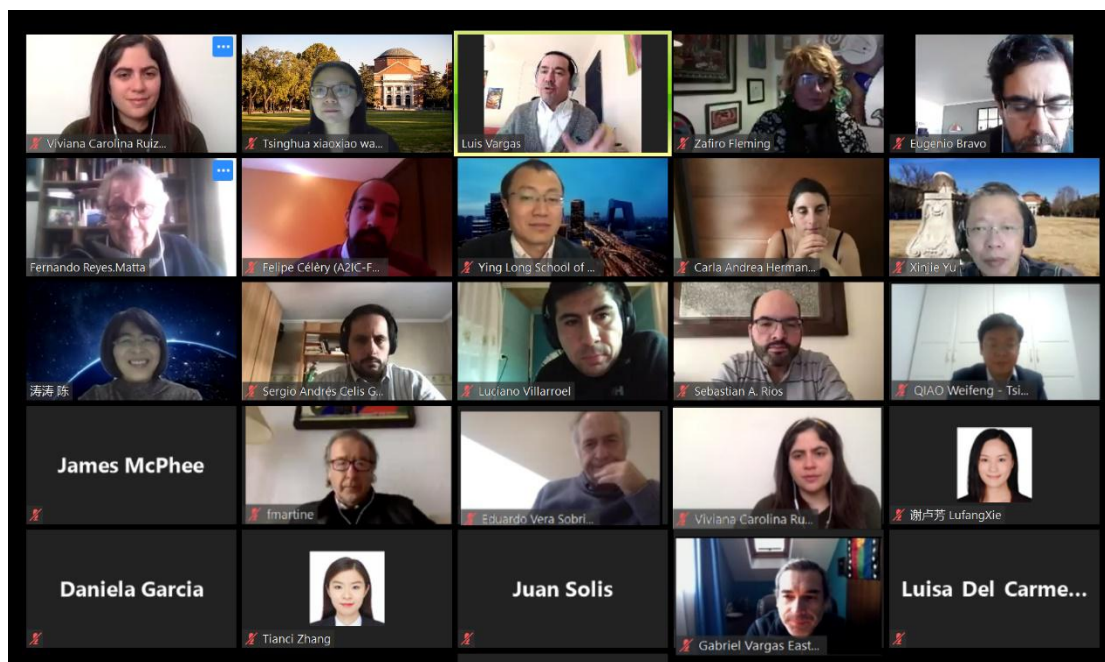 Viviana Carolina Ruiz...
Tsinghua xiaoxiao wa...
Luis Vargas
Zafiro Fleming
Eugenio Bravo
Fernando Reyes.Matta
Felipe Célèry (A2IC-F...
Ying Long School of ...
Carla Andrea Herman...
Xinjie Yu
涛涛 陈
Sergio Andrés Celis G...
Luciano Villarroel
Sebastian A. Rios
QIAO Weifeng - Tsi...
James McPhee
fmartine
Eduardo Vera Sobri...
Viviana Carolina Ru...
谢卢芳 LufangXie
Daniela Garcia
Tianci Zhang
Juan Solis
Gabriel Vargas East...
Luisa Del Carme...